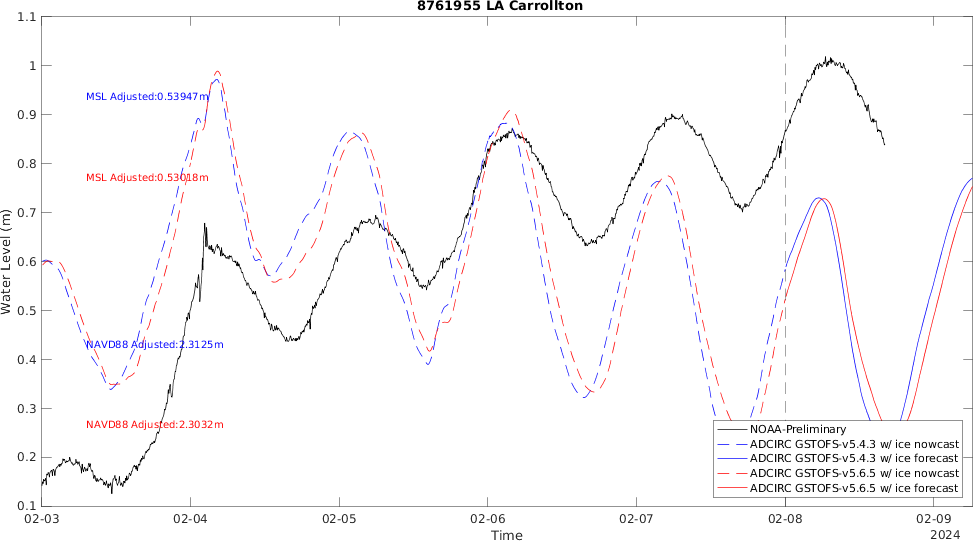 8761955 LA Carrollton
1.1
1
0.9
0.8
0.7
0.6
0.5
0.4
0.3
0.2
0.1
Water Level (m)
MSL Adjusted:0.53947m
MSL Adjusted:0.53018m
NAVD88 Adjusted:2.3125m
NAVD88 Adjusted:2.3032m
NOAA-Preliminary
ADCIRC GSTOFS-v5.4.3 w/ ice nowcast
ADCIRC GSTOFS-v5.4.3 w/ ice forecast
ADCIRC GSTOFS-v5.6.5 w/ ice nowcast
ADCIRC GSTOFS-v5.6.5 w/ ice forecast
02-03 02-04 02-05 02-06 02-07 02-08 02-09
Time 2024